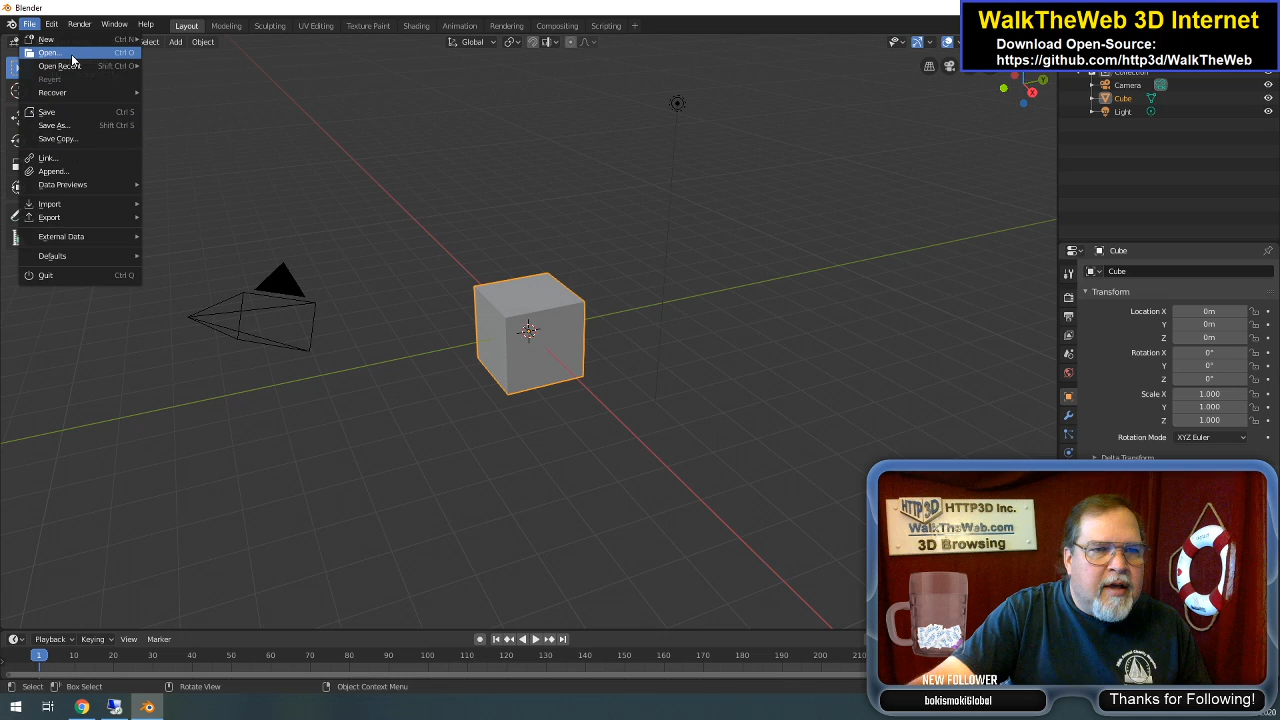 Blender
File Edit Render Window Help Layout Modeling Sculpting UV Editing Texture Paint Shading Animation Rendering Compositing Scripting
WalkTheWeb 3D Internet
Download Open-Source:
https://github.com/http3d/WalkTheWeb
Select Add Object Global
New Ctrl N
Open... Ctrl O
Open Recent Shift Ctrl O
Revert
Recover
Save Ctrl S
Save As... Shift Ctrl S
Save Copy...
Link...
Append...
Data Previews
Import
Export
External Data
Defaults
Quit Ctrl Q
Y
X
Collection
Camera
Cube
Light
Cube
Cube
Transform
Location X 0m
Y 0m
Z 0m
Rotation X 0°
Y 0°
Z 0°
Scale X 1.000
Y 1.000
Z 1.000
Rotation Mode XYZ Euler
Delta Transform
HTTP3D HTTP3D Inc.
WalkTheWeb.com
3D Browsing
NEW FOLLOWER
bokismokiGlobal
Thanks for Following!
Playback Keying View Marker
1 10 20 30 40 50 60 70 80 90 100 110 120 130 140 150 160 170 180 190 200 210
Select Box Select Rotate View Object Context Menu
2020